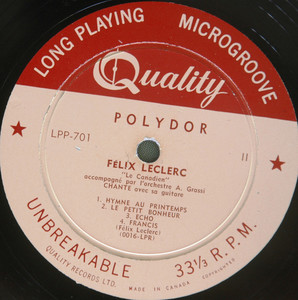 LONG PLAYING MICROGROOVE
Quality
POLYDOR
LPP-701
II
FÉLIX LECLERC
"Le Canadien"
accompagné par l'orchestre A. Grassi
CHANTE avec sa guitare
1. HYMNE AU PRINTEMPS
2. LE PETIT BONHEUR
3. ECHO
4. FRANCIS
(Félix Leclerc)
(0016-LPR)
UNBREAKABLE
33⅓ R.P.M.
QUALITY RECORDS LTD.
MADE IN CANADA
COPYRIGHTED